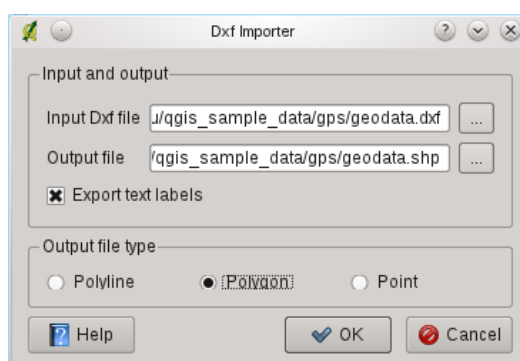 Dxf Importer
Input and output
Input Dxf file u/qgis_sample_data/gps/geodata.dxf ...
Output file /qgis_sample_data/gps/geodata.shp ...
Export text labels
Output file type
Polyline Polygon Point
Help OK Cancel